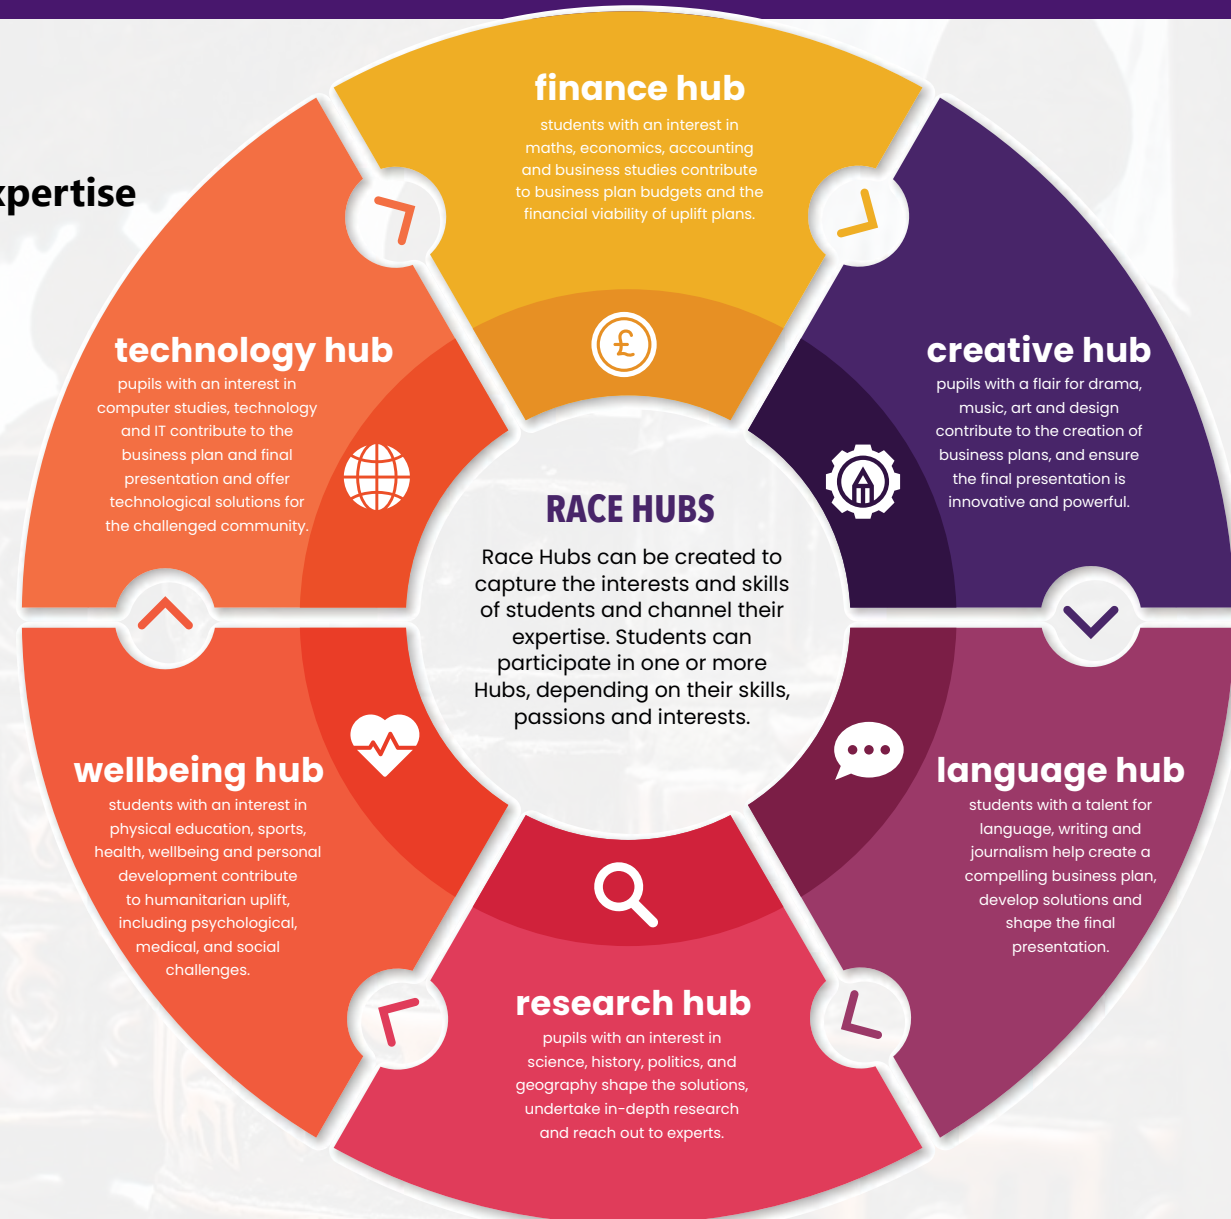 finance hub
students with an interest in
maths, economics, accounting
and business studies contribute
to business plan budgets and the
financial viability of uplift plans.
£
creative hub
pupils with a flair for drama,
music, art and design
contribute to the creation of
business plans, and ensure
the final presentation is
innovative and powerful.
language hub
students with a talent for
language, writing and
journalism help create a
compelling business plan,
develop solutions and
shape the final
presentation.
research hub
pupils with an interest in
science, history, politics, and
geography shape the solutions,
undertake in-depth research
and reach out to experts.
wellbeing hub
students with an interest in
physical education, sports,
health, wellbeing and personal
development contribute
to humanitarian uplift,
including psychological,
medical, and social
challenges.
technology hub
pupils with an interest in
computer studies, technology
and IT contribute to the
business plan and final
presentation and offer
technological solutions for
the challenged community.
RACE HUBS
Race Hubs can be created to
capture the interests and skills
of students and channel their
expertise. Students can
participate in one or more
Hubs, depending on their skills,
passions and interests.